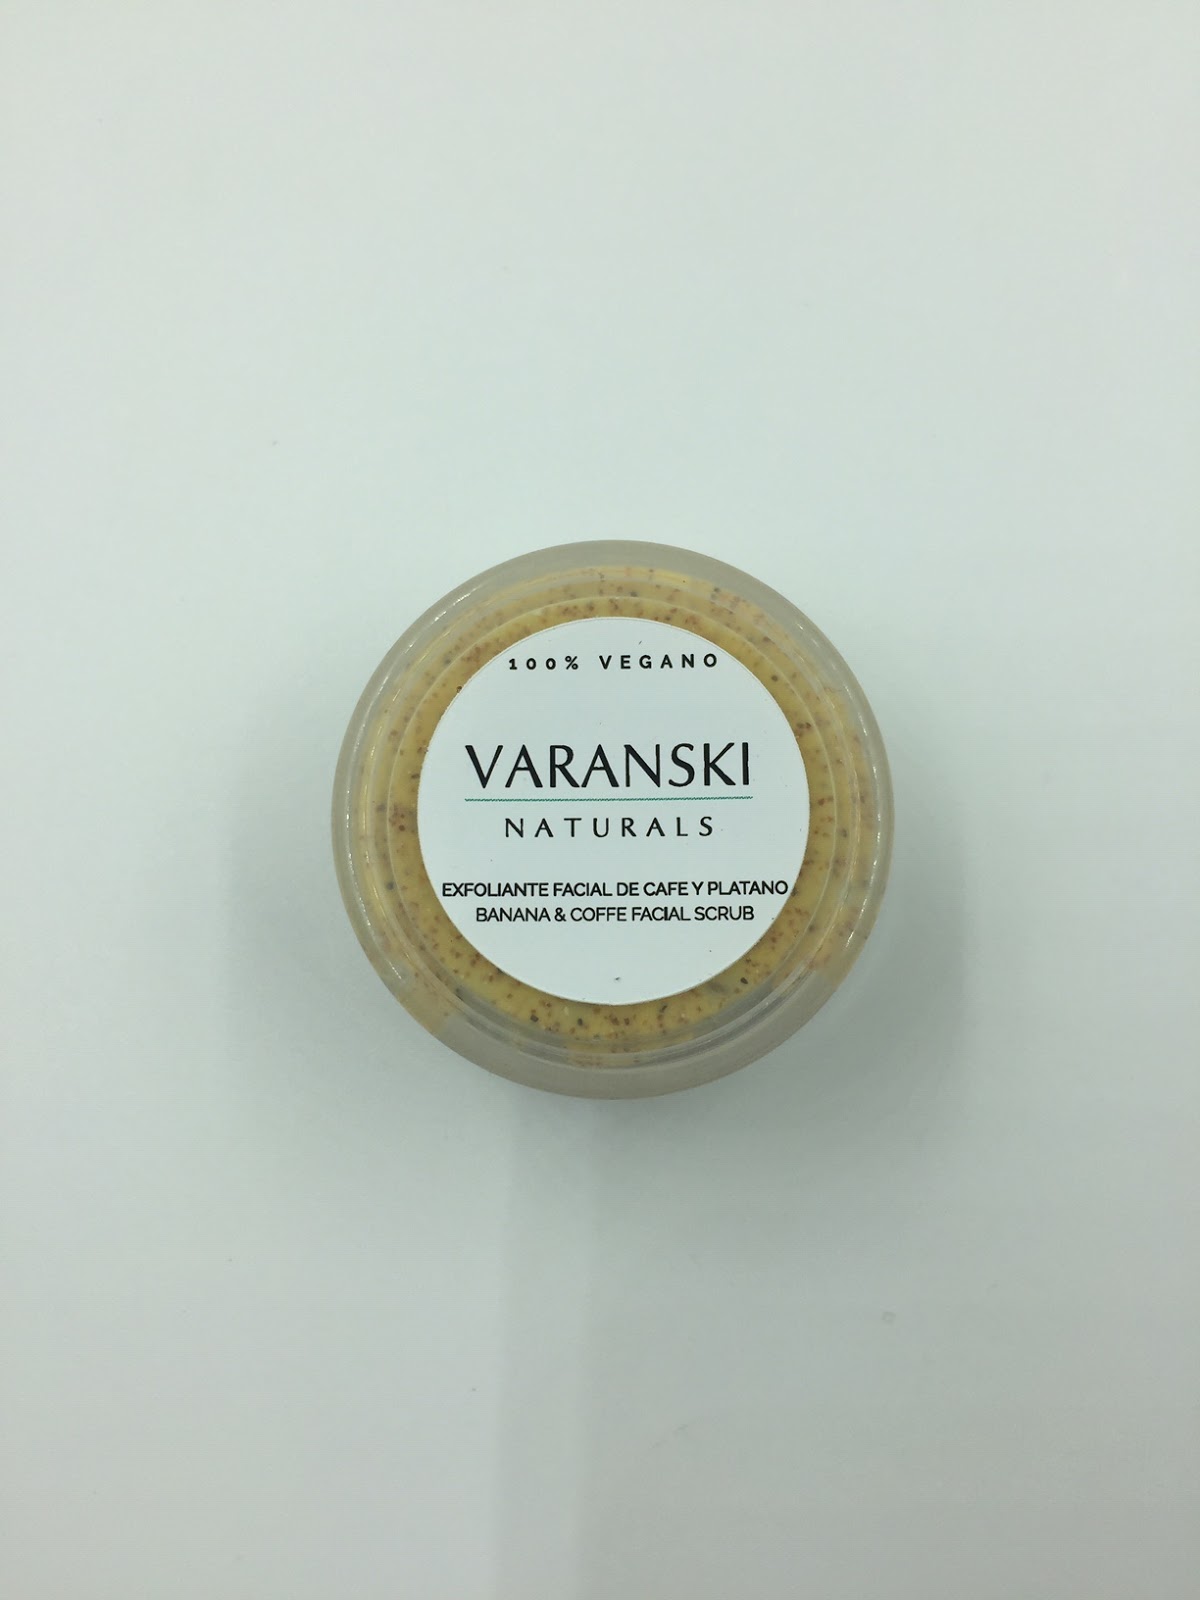 100% VEGANO
VARANSKI
NATURALS
EXFOLIANTE FACIAL DE CAFE Y PLATANO
BANANA & COFFE FACIAL SCRUB